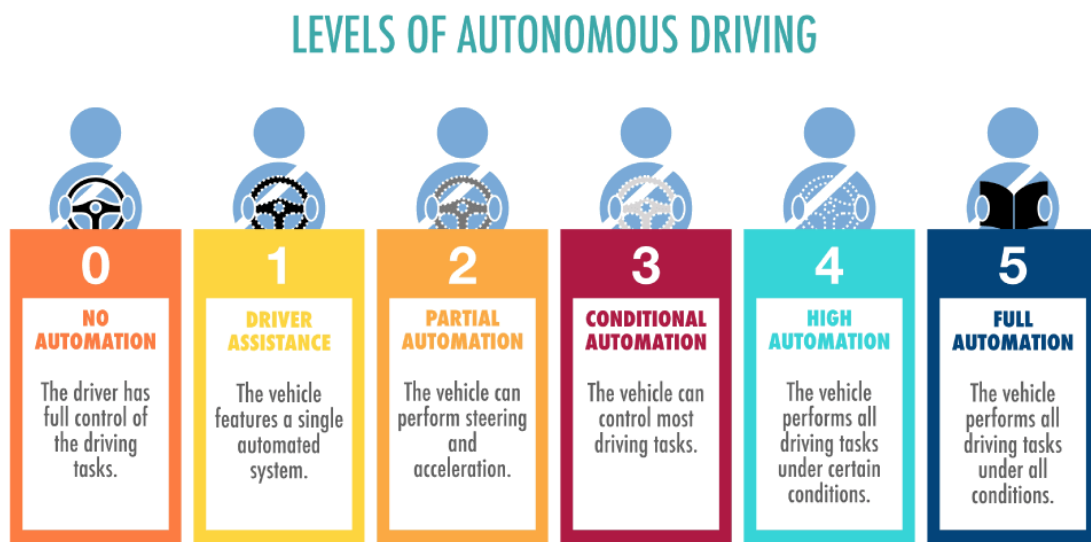 LEVELS OF AUTONOMOUS DRIVING
0
NO
AUTOMATION
The driver has
full control of
the driving
tasks.
1
DRIVER
ASSISTANCE
The vehicle
features a single
automated
system.
2
PARTIAL
AUTOMATION
The vehicle can
perform steering
and
acceleration.
3
CONDITIONAL
AUTOMATION
The vehicle can
control most
driving tasks.
4
HIGH
AUTOMATION
The vehicle
performs all
driving tasks
under certain
conditions.
5
FULL
AUTOMATION
The vehicle
performs all
driving tasks
under all
conditions.